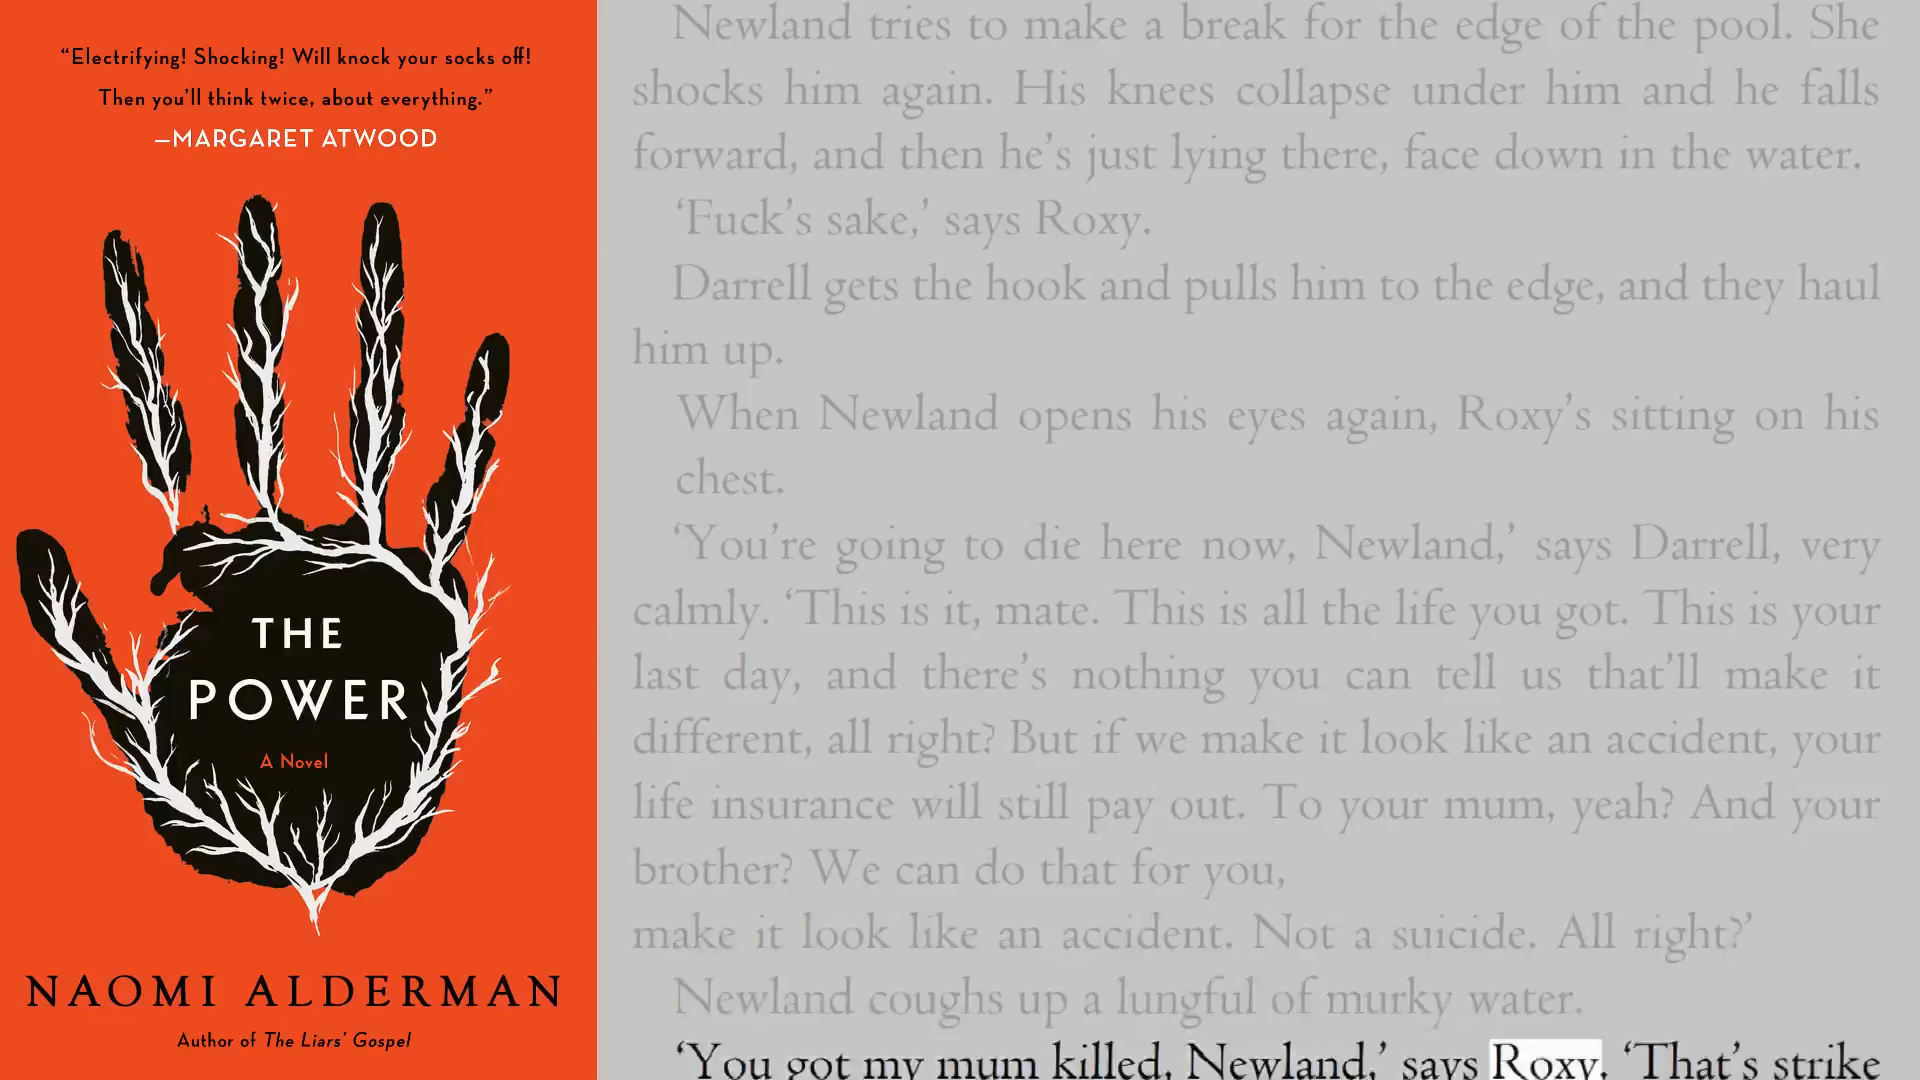 “Electrifying! Shocking! Will knock your socks off!
Then you’ll think twice, about everything.”
—MARGARET ATWOOD
THE
POWER
A Novel
NAOMI ALDERMAN
Author of The Liars’ Gospel
Newland tries to make a break for the edge of the pool. She
shocks him again. His knees collapse under him and he falls
forward, and then he’s just lying there, face down in the water.
‘Fuck’s sake,’ says Roxy.
Darrell gets the hook and pulls him to the edge, and they haul
him up.
When Newland opens his eyes again, Roxy’s sitting on his
chest.
‘You’re going to die here now, Newland,’ says Darrell, very
calmly. ‘This is it, mate. This is all the life you got. This is your
last day, and there’s nothing you can tell us that’ll make it
different, all right? But if we make it look like an accident, your
life insurance will still pay out. To your mum, yeah? And your
brother? We can do that for you,
make it look like an accident. Not a suicide. All right?’
Newland coughs up a lungful of murky water.
‘You got my mum killed, Newland,’ says Roxy. ‘That’s strike